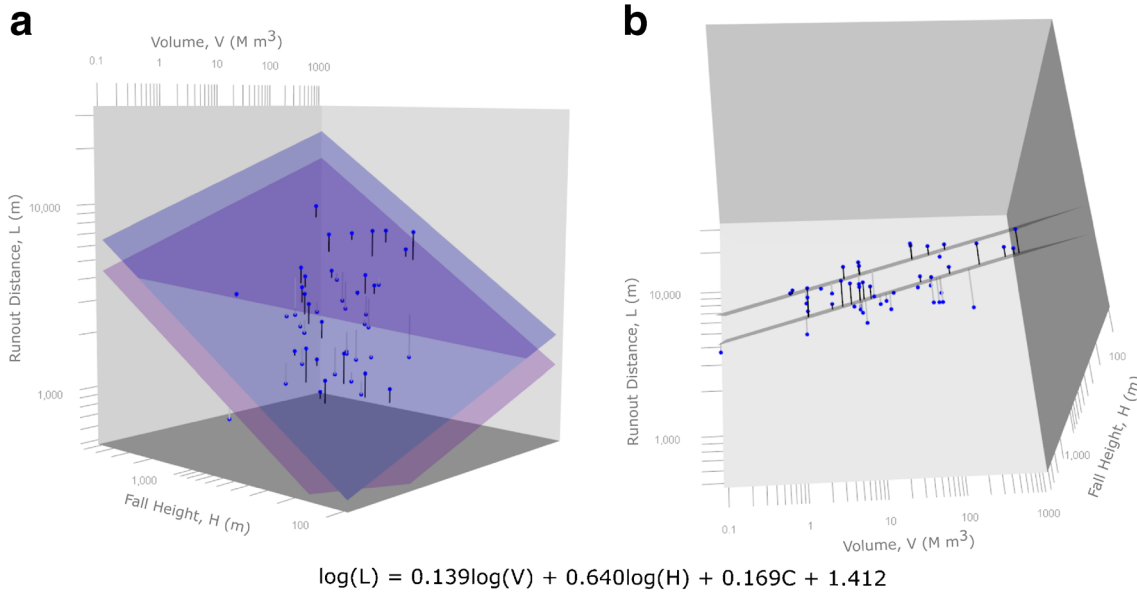 a
Volume, V (M m³)
0.1 1 10 100 1000
Runout Distance, L (m)
10,000
1,000
1,000
Fall Height, H (m)
100
b
Runout Distance, L (m)
10,000
1,000
0.1 1 10 100 1000
Volume, V (M m³)
100
1,000
Fall Height, H (m)
log(L) = 0.139log(V) + 0.640log(H) + 0.169C + 1.412